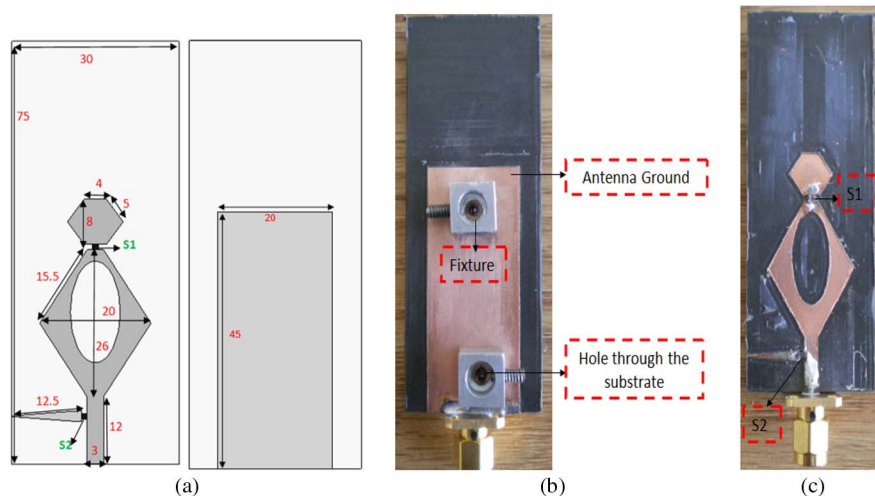 30
75
4
5
8
S1
15.5
20
26
12.5
12
S2
3
20
45
(a)
Antenna Ground
Fixture
Hole through the
substrate
(b)
S1
S2
(c)